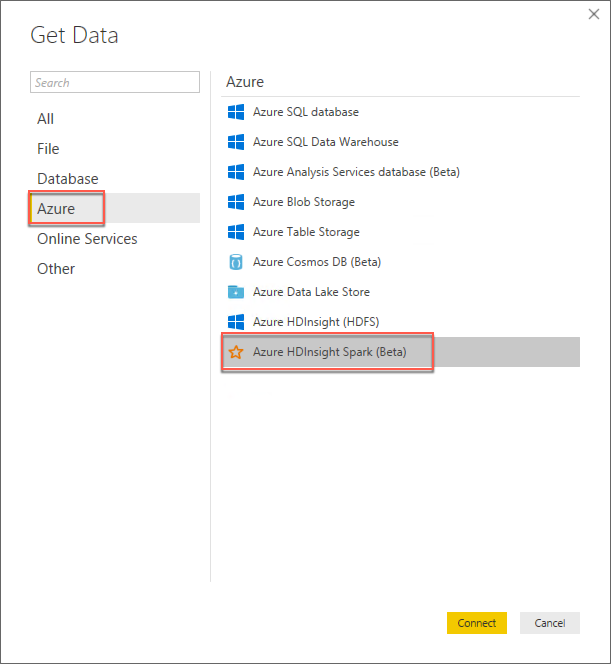 Get Data
Search
All
File
Database
Azure
Online Services
Other
Azure
Azure SQL database
Azure SQL Data Warehouse
Azure Analysis Services database (Beta)
Azure Blob Storage
Azure Table Storage
Azure Cosmos DB (Beta)
Azure Data Lake Store
Azure HDInsight (HDFS)
Azure HDInsight Spark (Beta)
Connect
Cancel